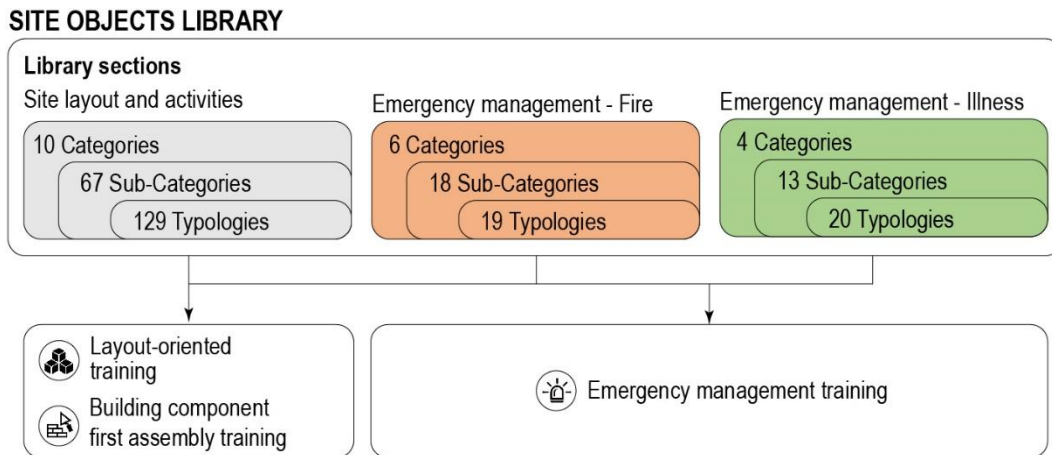 SITE OBJECTS LIBRARY
Library sections
Site layout and activities
10 Categories
67 Sub-Categories
129 Typologies
Emergency management - Fire
6 Categories
18 Sub-Categories
19 Typologies
Emergency management - Illness
4 Categories
13 Sub-Categories
20 Typologies
Layout-oriented
training
Building component
first assembly training
Emergency management training